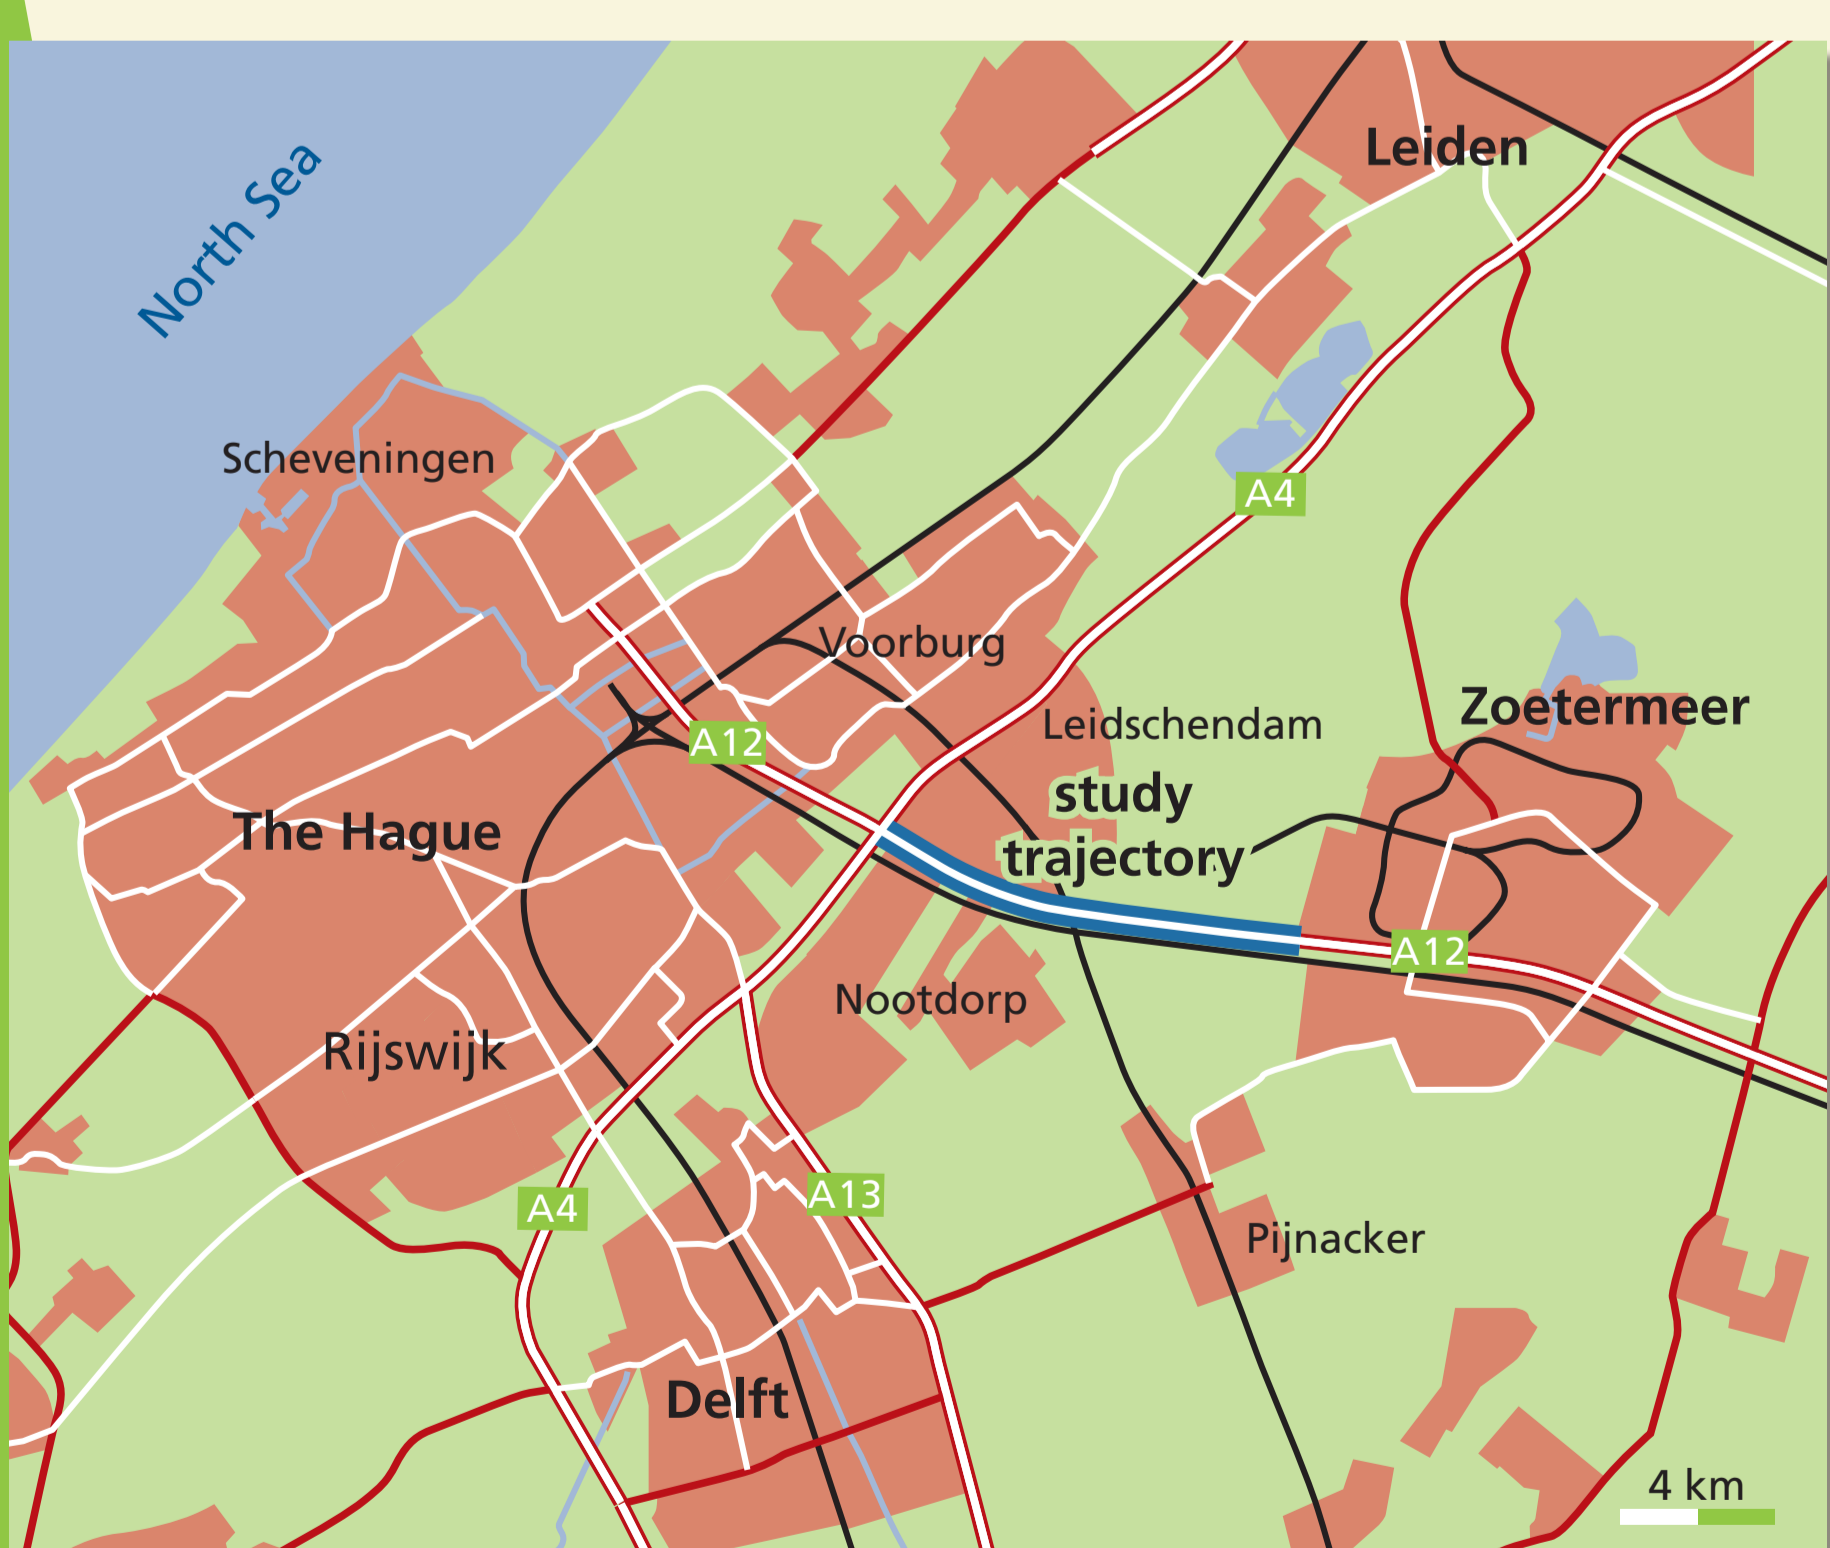 North Sea
Leiden
Scheveningen
A4
Voorburg
Zoetermeer
Leidschendam
A12
study
trajectory
The Hague
A12
Nootdorp
Rijswijk
A13
A4
Pijnacker
Delft
4 km